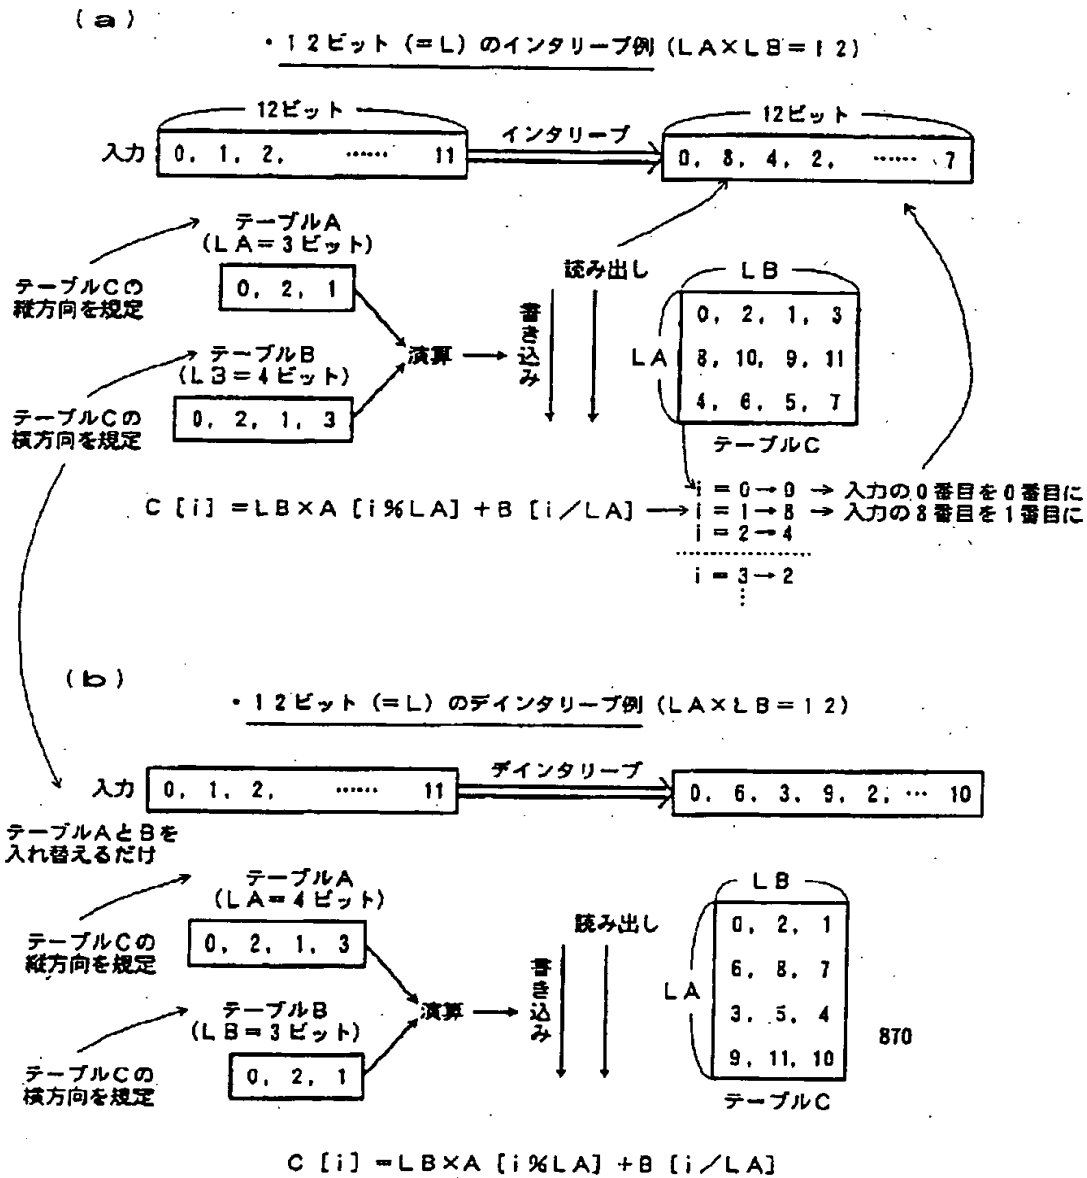 (a)
・12ビット (=L) のインタリーブ例 (LA×LB=12)
12ビット
12ビット
入力 0, 1, 2, …… 11
インタリーブ
0, 8, 4, 2, …… 7
テーブルA
(LA=3ビット)
0, 2, 1
テーブルCの
縦方向を規定
テーブルB
(LB=4ビット)
0, 2, 1, 3
テーブルCの
横方向を規定
演算
書き込み
読み出し
LB
LA
0, 2, 1, 3
8, 10, 9, 11
4, 6, 5, 7
テーブルC
C [i] =LB×A [i%LA] +B [i/LA]
i = 0→0 → 入力の0番目を0番目に
i = 1→8 → 入力の8番目を1番目に
i = 2→4
i = 3→2
⋮
(b)
・12ビット (=L) のデインタリーブ例 (LA×LB=12)
入力 0, 1, 2, …… 11
デインタリーブ
0, 6, 3, 9, 2, … 10
テーブルAとBを
入れ替えるだけ
テーブルA
(LA=4ビット)
0, 2, 1, 3
テーブルCの
縦方向を規定
テーブルB
(LB=3ビット)
0, 2, 1
テーブルCの
横方向を規定
演算
書き込み
読み出し
LB
LA
0, 2, 1
6, 8, 7
3, 5, 4
9, 11, 10
テーブルC
870
C [i] =LB×A [i%LA] +B [i/LA]